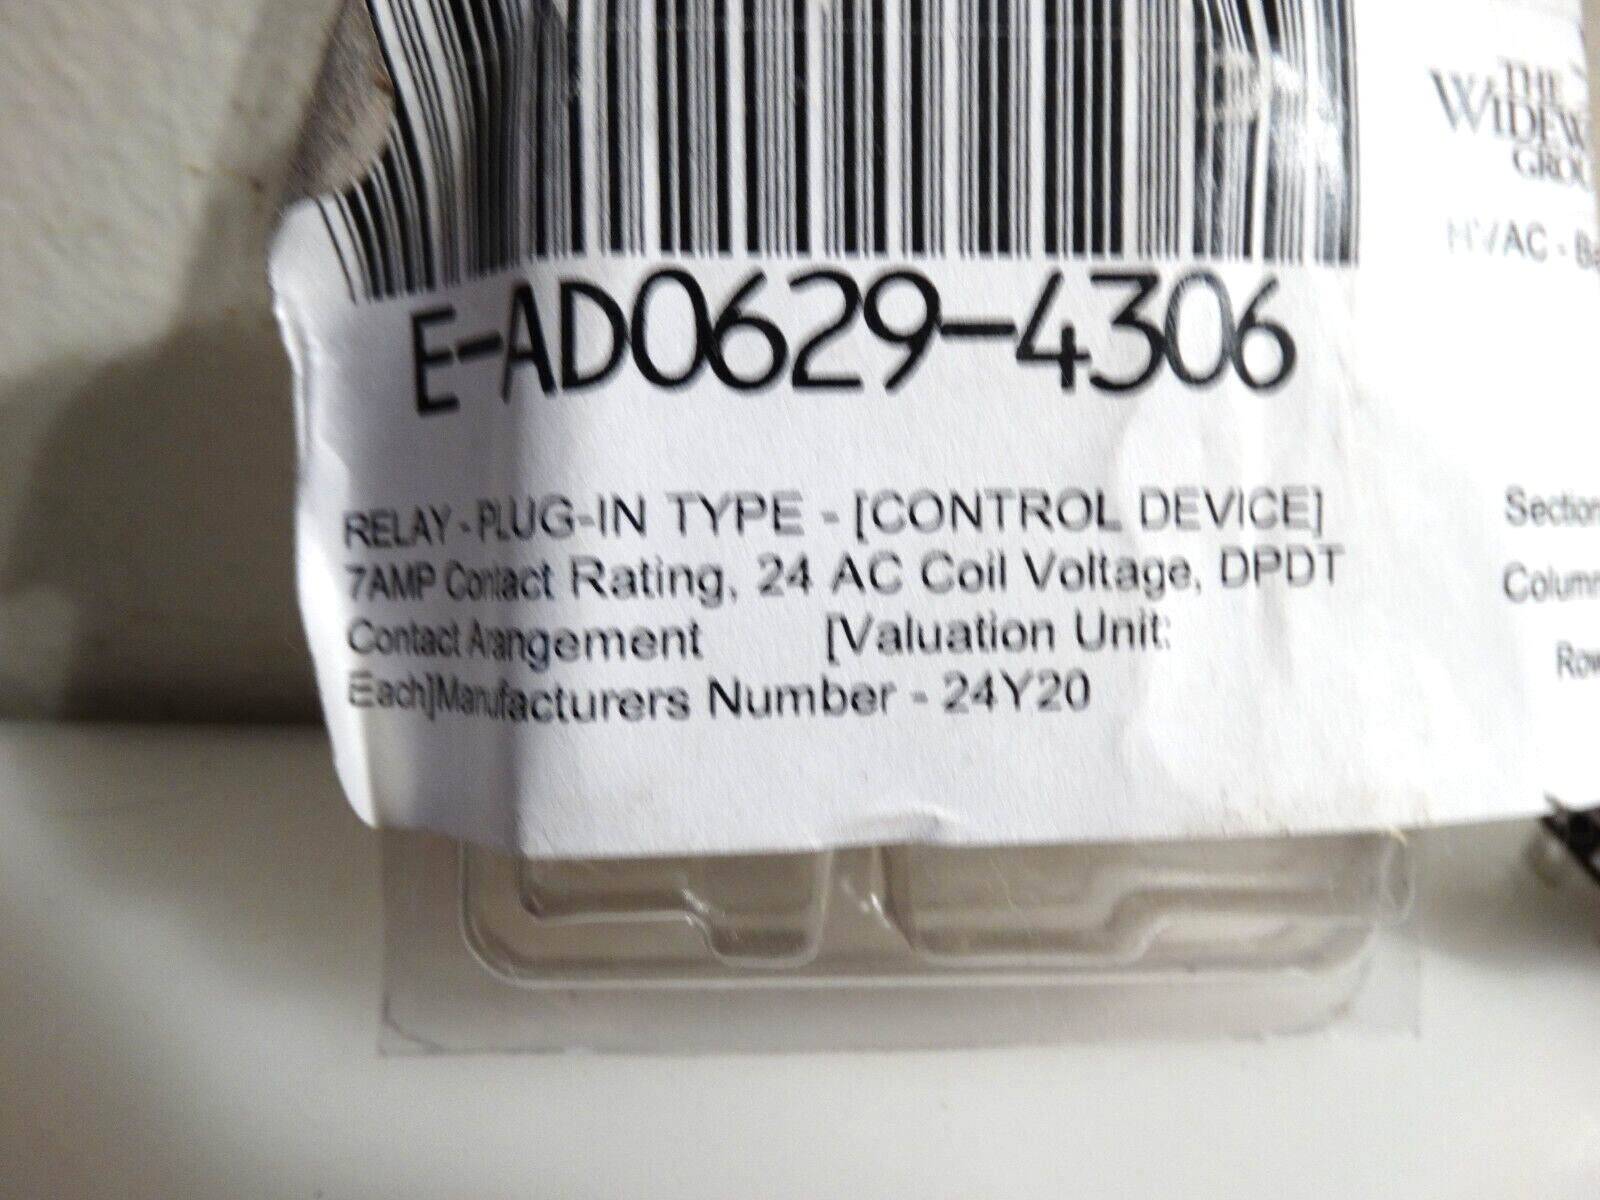 THE
GROU
HVAC - B
E-AD0629-4306
RELAY - PLUG-IN TYPE - [CONTROL DEVICE]
7AMP Contact Rating, 24 AC Coil Voltage, DPDT
Contact Arangement [Valuation Unit:
Each]Manufacturers Number - 24Y20
Section
Column
Row